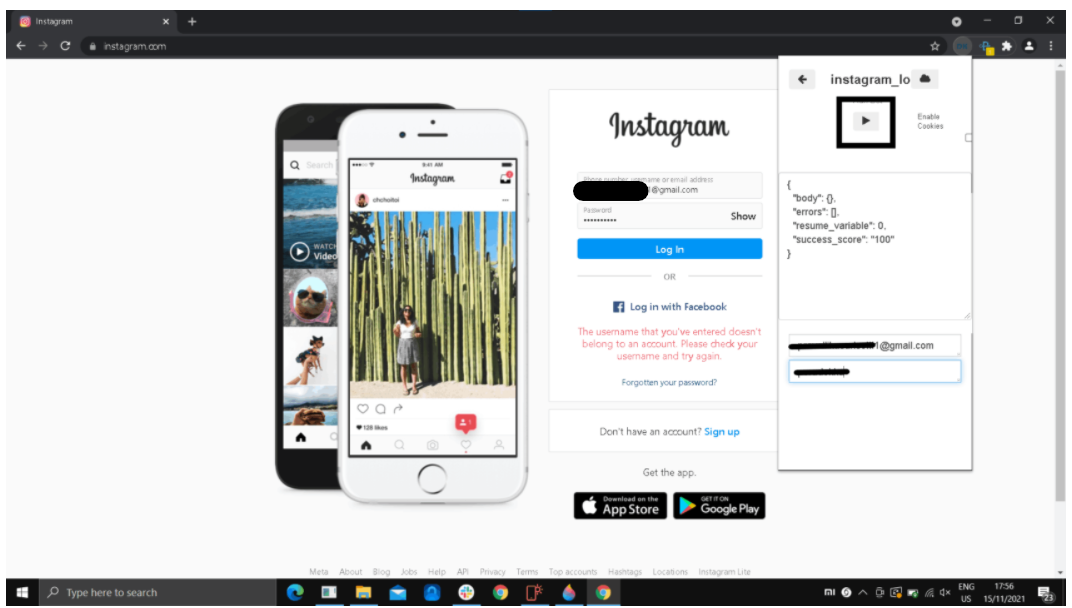 Instagram
instagram.com
Search
WATCH
Video
9:41 AM
Instagram
chchoitoi
128 likes
1
Instagram
Phone number, username or email address
1@gmail.com
Password
Show
Log In
OR
Log in with Facebook
The username that you've entered doesn't
belong to an account. Please check your
username and try again.
Forgotten your password?
Don't have an account? Sign up
Get the app.
Download on the
App Store
GET IT ON
Google Play
instagram_lo
Enable
Cookies
{
"body": {},
"errors": [],
"resume_variable": 0,
"success_score": "100"
}
1@gmail.com
Meta About Blog Jobs Help API Privacy Terms Top accounts Hashtags Locations Instagram Lite
Type here to search
ENG
US
17:56
15/11/2021
23